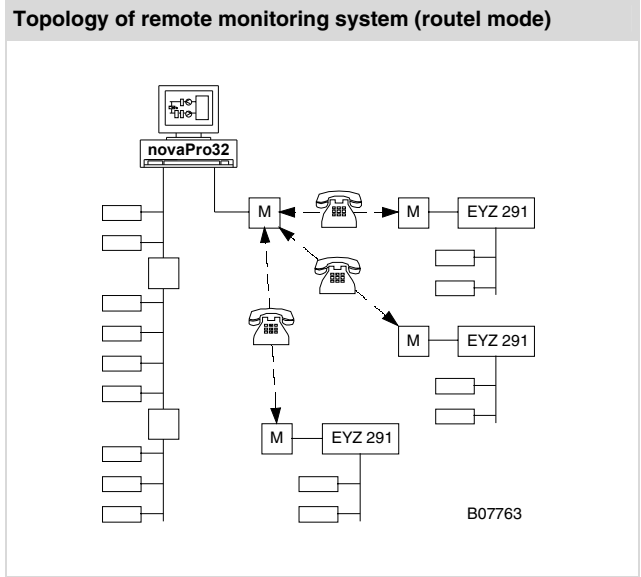 Topology of remote monitoring system (routel mode)
novaPro32
M
M
EYZ 291
M
EYZ 291
M
EYZ 291
B07763